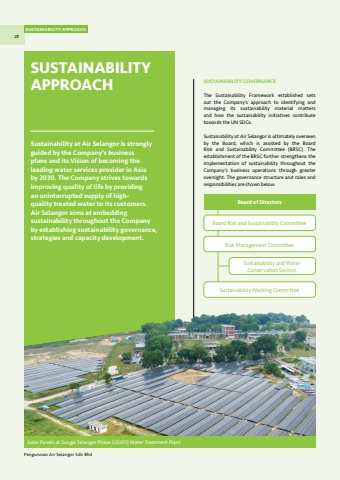 SUSTAINABILITY APPROACH
28
SUSTAINABILITY
APPROACH
Sustainability at Air Selangor is strongly
guided by the Company's business
plans and its Vision of becoming the
leading water services provider in Asia
by 2030. The Company strives towards
improving quality of life by providing
an uninterrupted supply of high-
quality treated water to its customers.
Air Selangor aims at embedding
sustainability throughout the Company
by establishing sustainability governance,
strategies and capacity development.
SUSTAINABILITY GOVERNANCE
The Sustainability Framework established sets
out the Company's approach to identifying and
managing its sustainability material matters
and how the sustainability initiatives contribute
towards the UN SDGs.
Sustainability at Air Selangor is ultimately overseen
by the Board, which is assisted by the Board
Risk and Sustainability Committee (BRSC). The
establishment of the BRSC further strengthens the
implementation of sustainability throughout the
Company's business operations through greater
oversight. The governance structure and roles and
responsibilities are shown below.
Board of Directors
Board Risk and Sustainability Committee
Risk Management Committee
Sustainability and Water
Conservation Section
Sustainability Working Committee
Solar Panels at Sungai Selangor Phase 2 (SSP2) Water Treatment Plant
Pengurusan Air Selangor Sdn Bhd